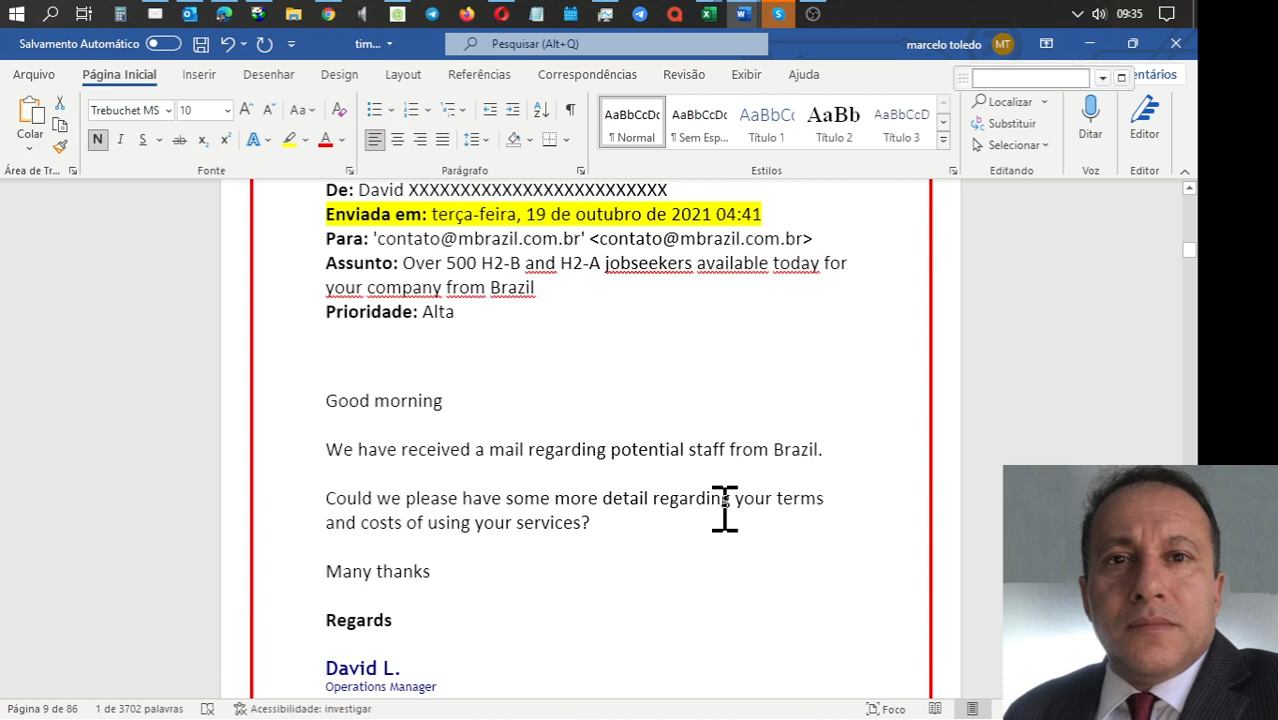 09:35
Salvamento Automático
tim...
Pesquisar (Alt+Q)
marcelo toledo
MT
Arquivo
Página Inicial
Inserir
Desenhar
Design
Layout
Referências
Correspondências
Revisão
Exibir
Ajuda
entários
Colar
Trebuchet MS
10
Aa
N
I
S
ab
AaBbCcDc
AaBbCcDc
AaBbCc
AaBb
AaBbCcD
¶ Normal
¶ Sem Esp...
Título 1
Título 2
Título 3
Localizar
Substituir
Selecionar
Ditar
Editor
Área de Tr...
Fonte
Parágrafo
Estilos
Editando
Voz
Editor
De: David XXXXXXXXXXXXXXXXXXXXXXXXX
Enviada em: terça-feira, 19 de outubro de 2021 04:41
Para: 'contato@mbrazil.com.br' <contato@mbrazil.com.br>
Assunto: Over 500 H2-B and H2-A jobseekers available today for
your company from Brazil
Prioridade: Alta
Good morning
We have received a mail regarding potential staff from Brazil.
Could we please have some more detail regarding your terms
and costs of using your services?
Many thanks
Regards
David L.
Operations Manager
Página 9 de 86
1 de 3702 palavras
Acessibilidade: investigar
Foco